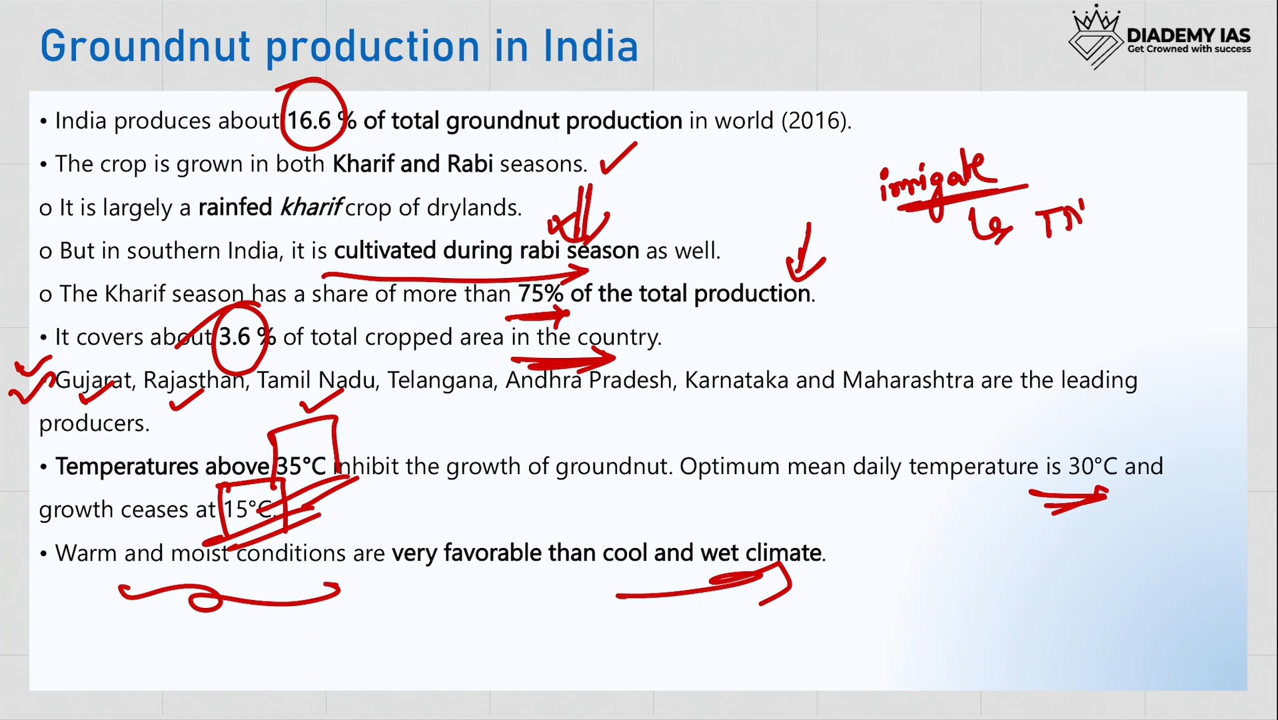 Groundnut production in India
DIADEMY IAS
Get Crowned with success
• India produces about 16.6 % of total groundnut production in world (2016).
• The crop is grown in both Kharif and Rabi seasons.
irrigate
o It is largely a rainfed kharif crop of drylands.
TN
o But in southern India, it is cultivated during rabi season as well.
o The Kharif season has a share of more than 75% of the total production.
• It covers about 3.6 % of total cropped area in the country.
Gujarat, Rajasthan, Tamil Nadu, Telangana, Andhra Pradesh, Karnataka and Maharashtra are the leading
producers.
• Temperatures above 35°C inhibit the growth of groundnut. Optimum mean daily temperature is 30°C and
growth ceases at 15°C.
• Warm and moist conditions are very favorable than cool and wet climate.